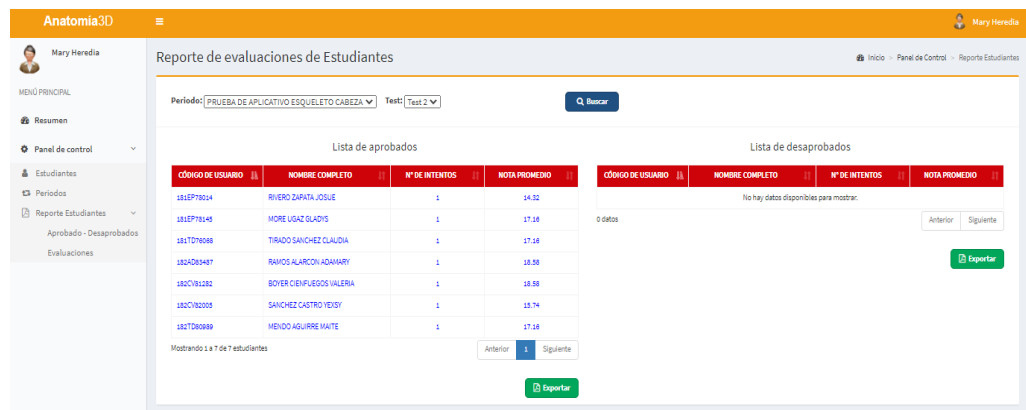 Anatomía3D
Mary Heredia
Mary Heredia
MENÚ PRINCIPAL
Resumen
Panel de control
Estudiantes
Periodos
Reporte Estudiantes
Aprobado - Desaprobados
Evaluaciones
Reporte de evaluaciones de Estudiantes
Inicio > Panel de Control > Reporte Estudiantes
Periodo: PRUEBA DE APLICATIVO ESQUELETO CABEZA Test: Test 2 Buscar
Lista de aprobados
CÓDIGO DE USUARIO NOMBRE COMPLETO N° DE INTENTOS NOTA PROMEDIO
181EP78014 RIVERO ZAPATA JOSUE 1 14.32
181EP78145 MORE UGAZ GLADYS 1 17.16
181TD76068 TIRADO SANCHEZ CLAUDIA 1 17.16
182AD83487 RAMOS ALARCON ADAMARY 1 18.58
182CV81282 BOYER CIENFUEGOS VALERIA 1 18.58
182CV82005 SANCHEZ CASTRO YEXSY 1 15.74
182TD80989 MENDO AGUIRRE MAITE 1 17.16
Mostrando 1 a 7 de 7 estudiantes
Anterior 1 Siguiente
Exportar
Lista de desaprobados
CÓDIGO DE USUARIO NOMBRE COMPLETO N° DE INTENTOS NOTA PROMEDIO
No hay datos disponibles para mostrar.
0 datos
Anterior Siguiente
Exportar